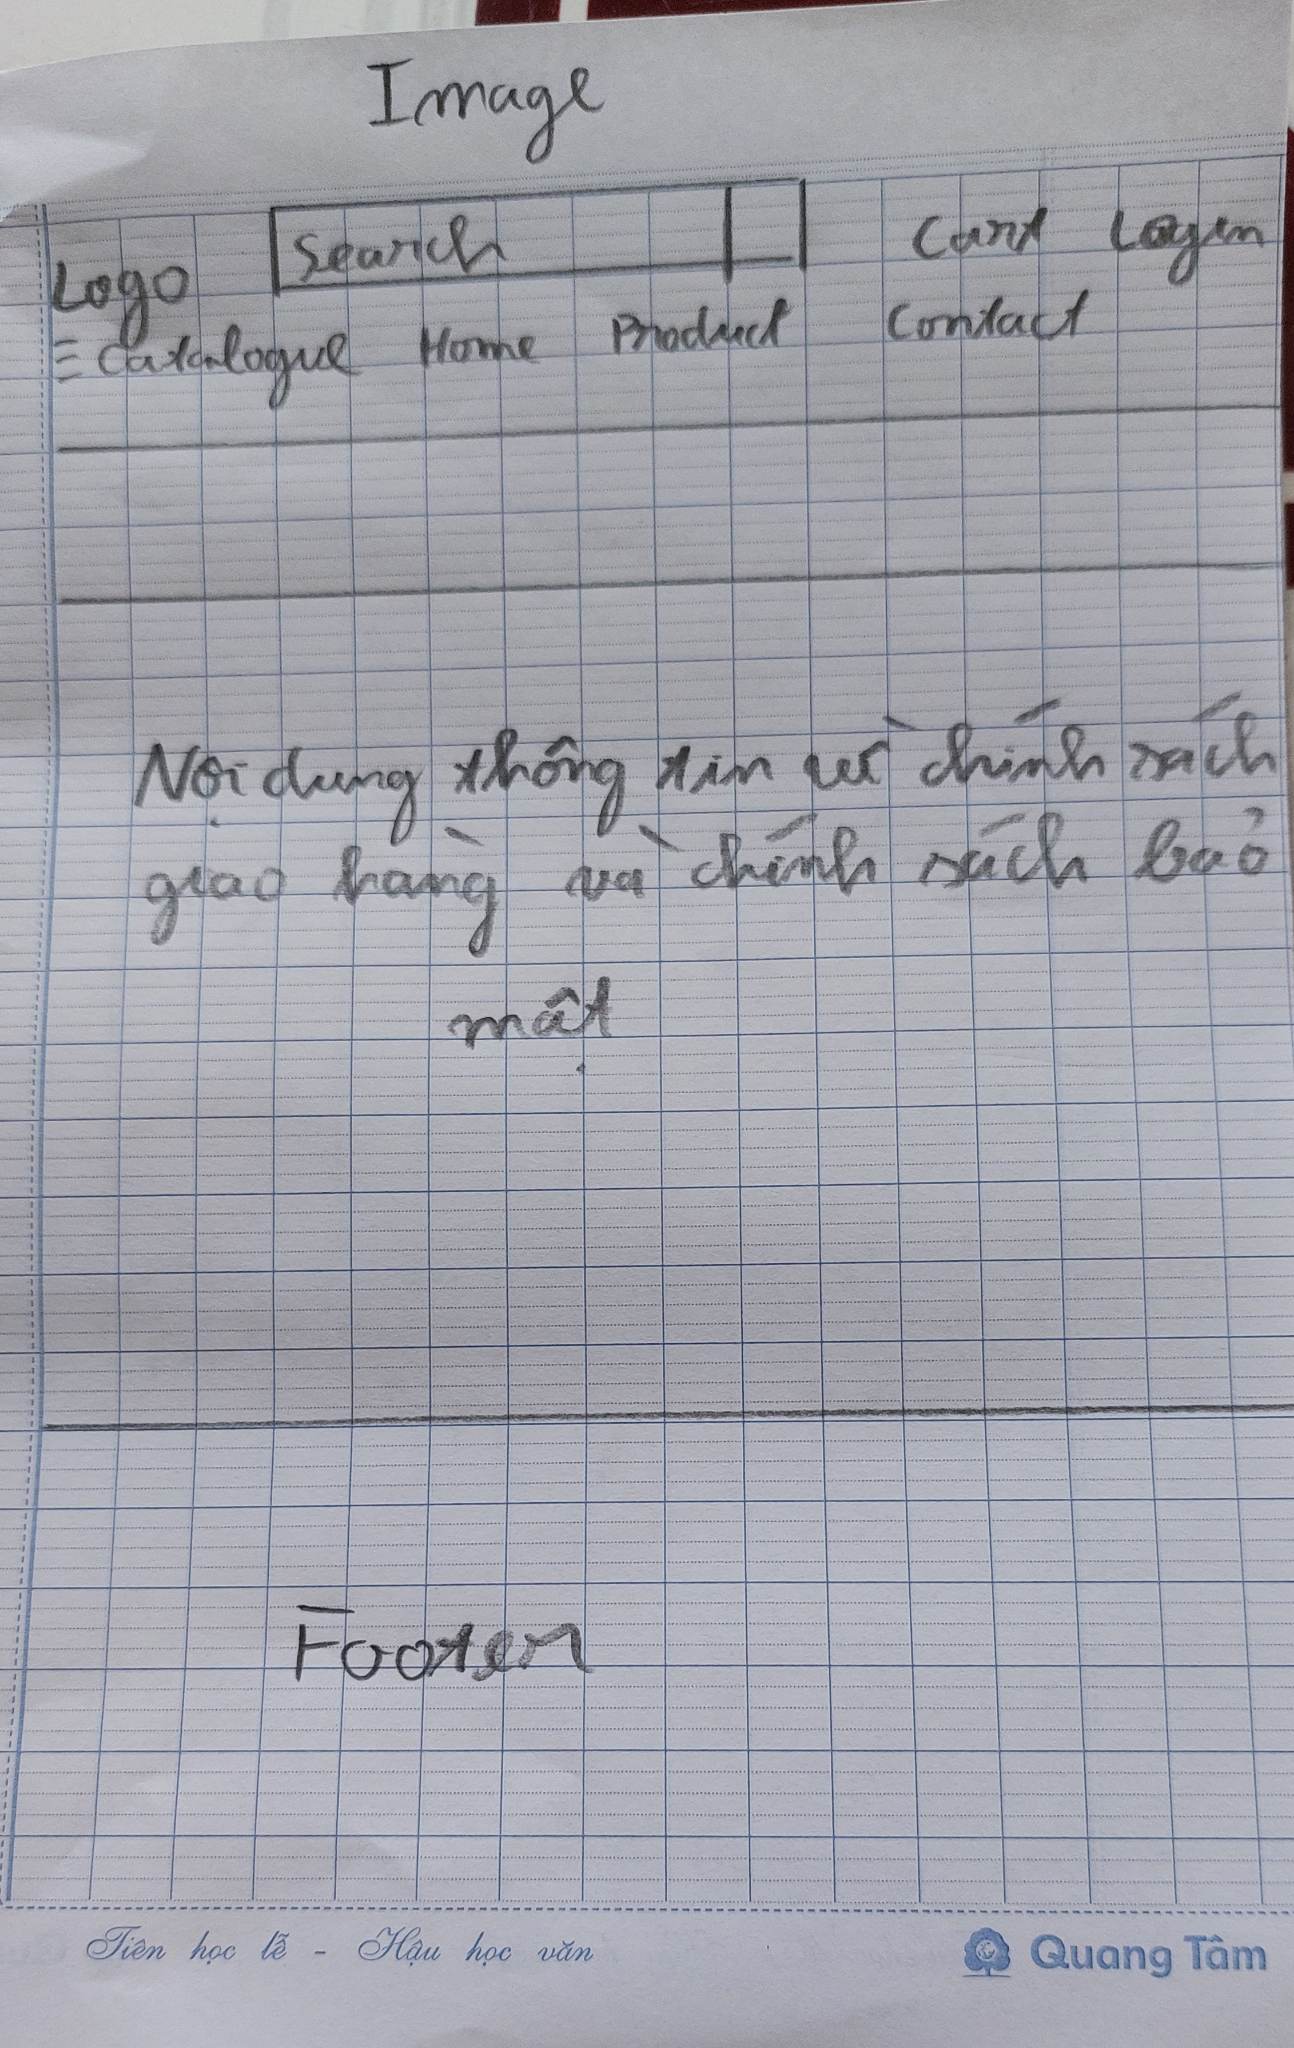 Image
Search
Cart Login
Logo
≡ Catalogue Home Product Contact
Nội dung thông tin về chính sách
giao hàng và chính sách bảo
mật
Footer
Tiên học lễ - Hậu học văn
Quang Tâm